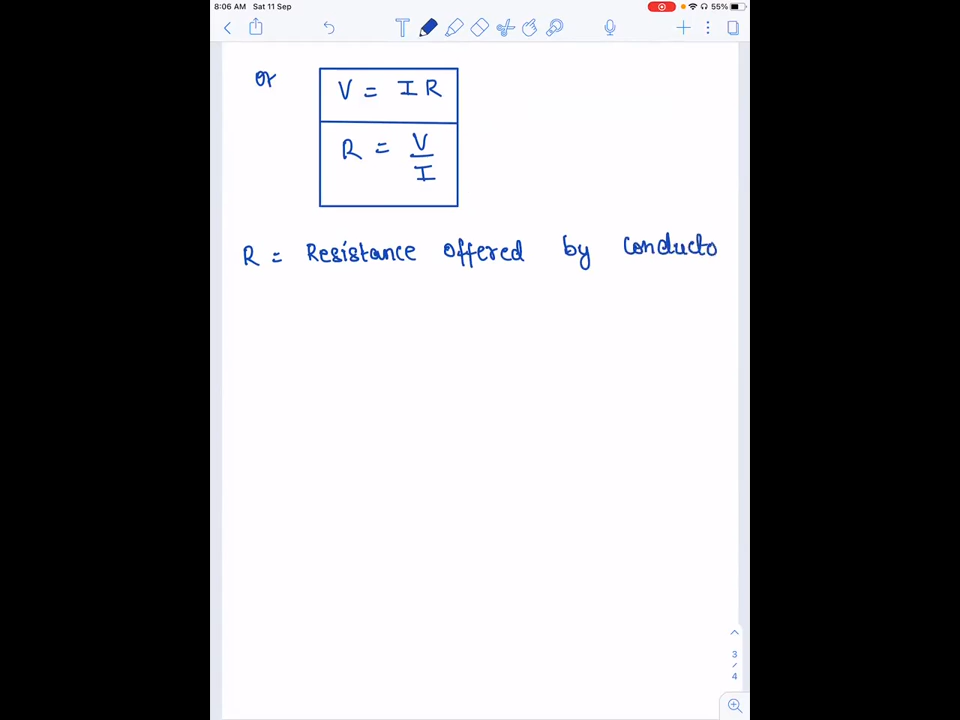 8:06 AM Sat 11 Sep 55%
T
or
V = I R
R = V/I
R = Resistance offered by conducto
3
/
4